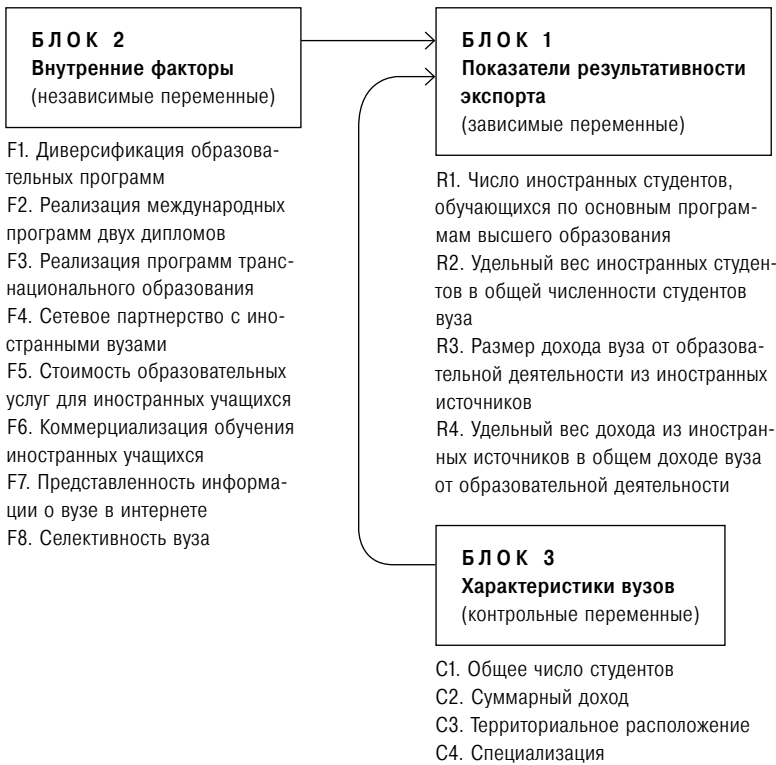 БЛОК 2
Внутренние факторы
(независимые переменные)
F1. Диверсификация образова-
тельных программ
F2. Реализация международных
программ двух дипломов
F3. Реализация программ транс-
национального образования
F4. Сетевое партнерство с ино-
странными вузами
F5. Стоимость образовательных
услуг для иностранных учащихся
F6. Коммерциализация обучения
иностранных учащихся
F7. Представленность информа-
ции о вузе в интернете
F8. Селективность вуза
БЛОК 1
Показатели результативности
экспорта
(зависимые переменные)
R1. Число иностранных студентов,
обучающихся по основным програм-
мам высшего образования
R2. Удельный вес иностранных студен-
тов в общей численности студентов
вуза
R3. Размер дохода вуза от образова-
тельной деятельности из иностранных
источников
R4. Удельный вес дохода из иностран-
ных источников в общем доходе вуза
от образовательной деятельности
БЛОК 3
Характеристики вузов
(контрольные переменные)
C1. Общее число студентов
C2. Суммарный доход
C3. Территориальное расположение
C4. Специализация